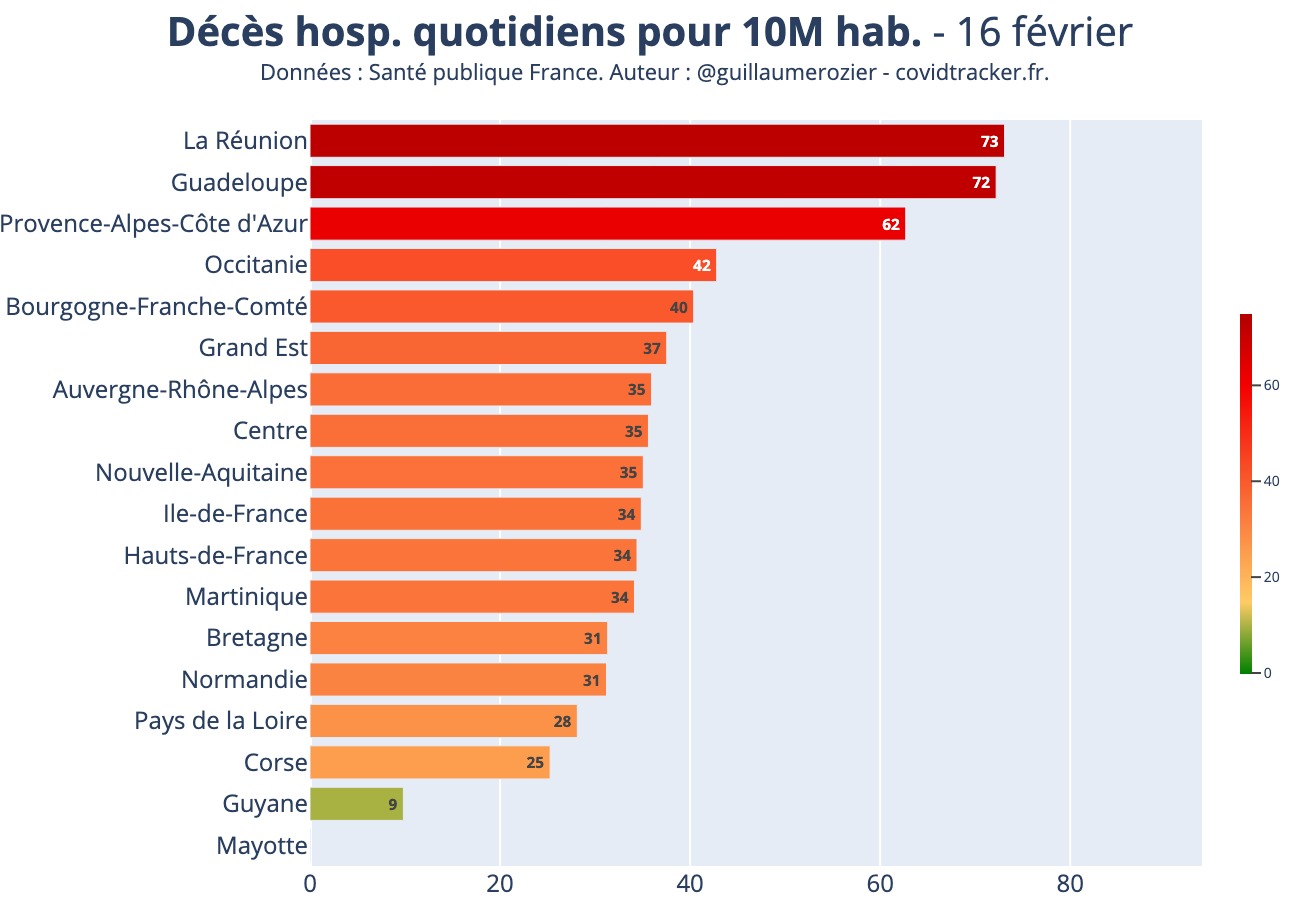 Décès hosp. quotidiens pour 10M hab. - 16 février
Données : Santé publique France. Auteur : @guillaumerozier - covidtracker.fr.
La Réunion 73
Guadeloupe 72
Provence-Alpes-Côte d'Azur 62
Occitanie 42
Bourgogne-Franche-Comté 40
Grand Est 37
Auvergne-Rhône-Alpes 35
Centre 35
Nouvelle-Aquitaine 35
Ile-de-France 34
Hauts-de-France 34
Martinique 34
Bretagne 31
Normandie 31
Pays de la Loire 28
Corse 25
Guyane 9
Mayotte
0 20 40 60 80
60
40
20
0